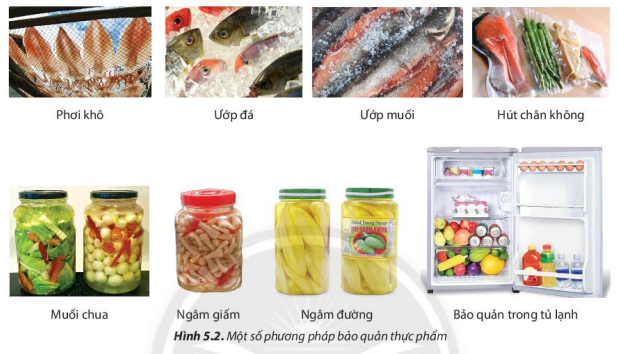 Phơi khô
Ướp đá
Ướp muối
Hút chân không
Muối chua
Ngâm giấm
Ngâm đường
Bảo quản trong tủ lạnh
Hình 5.2. Một số phương pháp bảo quản thực phẩm